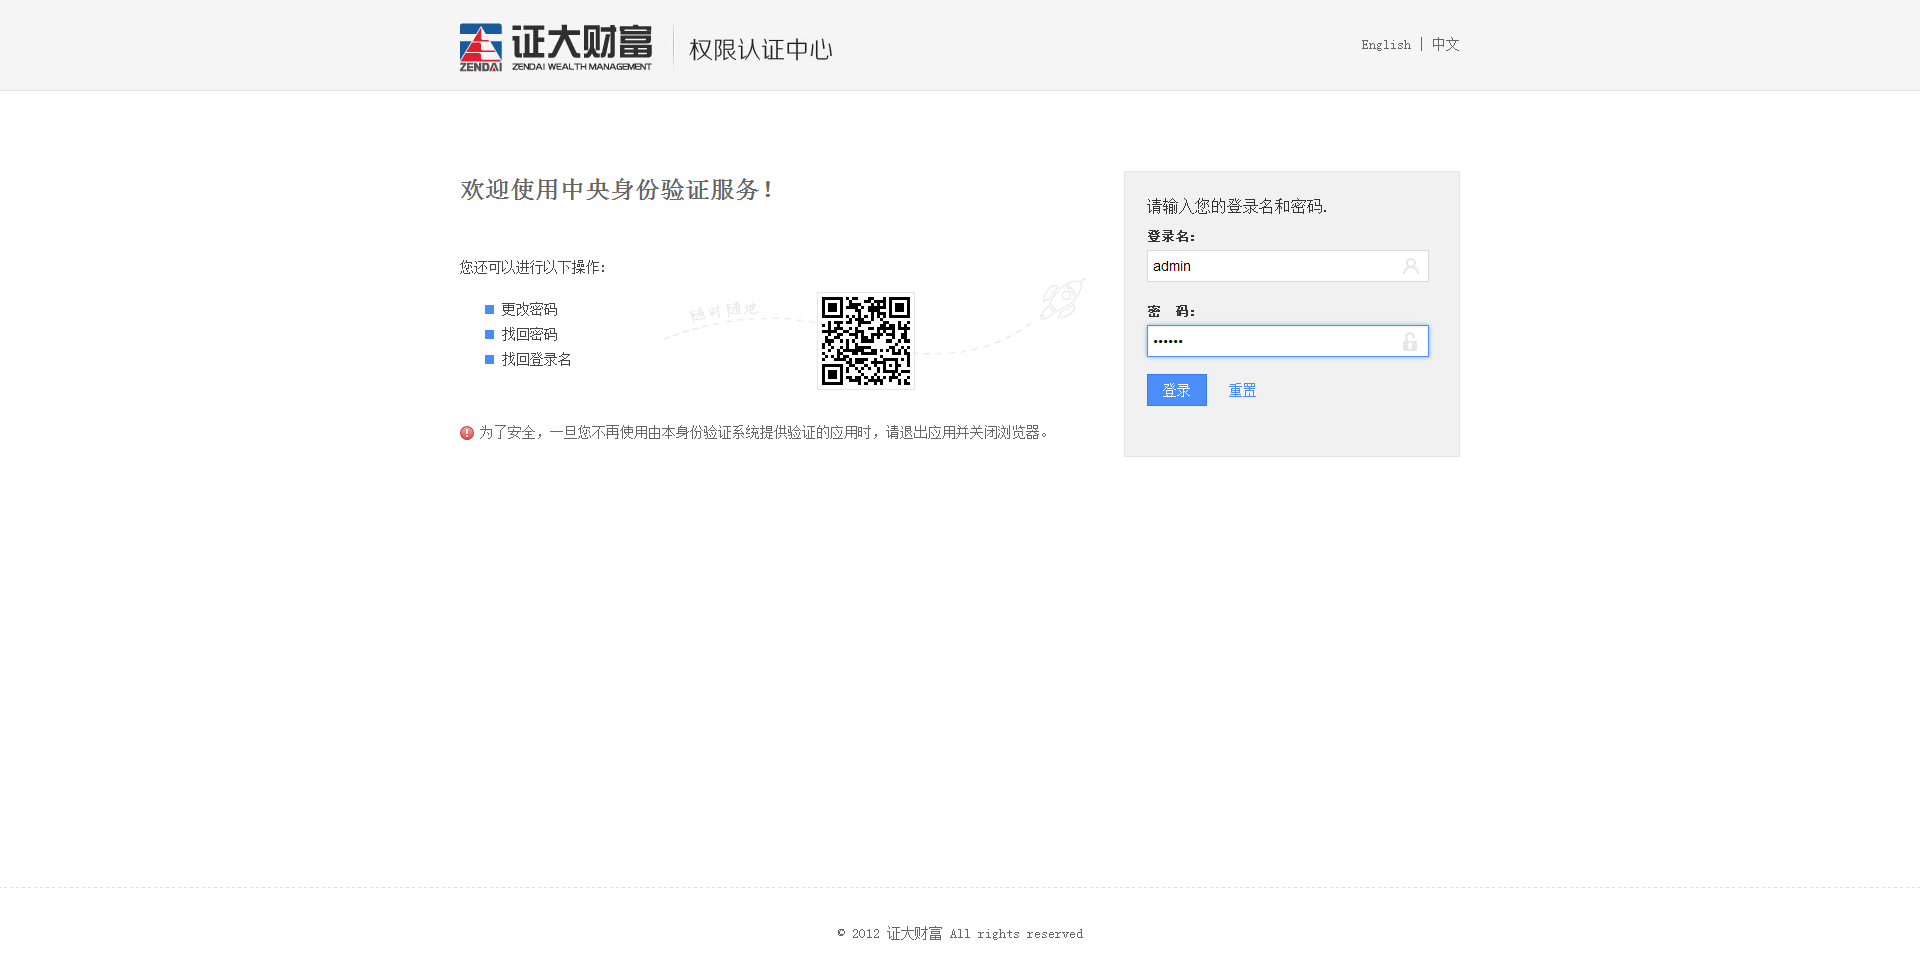 证大财富
ZENDAI
ZENDAI WEALTH MANAGEMENT
权限认证中心
English | 中文
欢迎使用中央身份验证服务!
您还可以进行以下操作:
更改密码
找回密码
找回登录名
随时随地
为了安全，一旦您不再使用由本身份验证系统提供验证的应用时，请退出应用并关闭浏览器。
请输入您的登录名和密码.
登录名:
admin
密 码:
••••••
登录 重置
© 2012 证大财富 All rights reserved